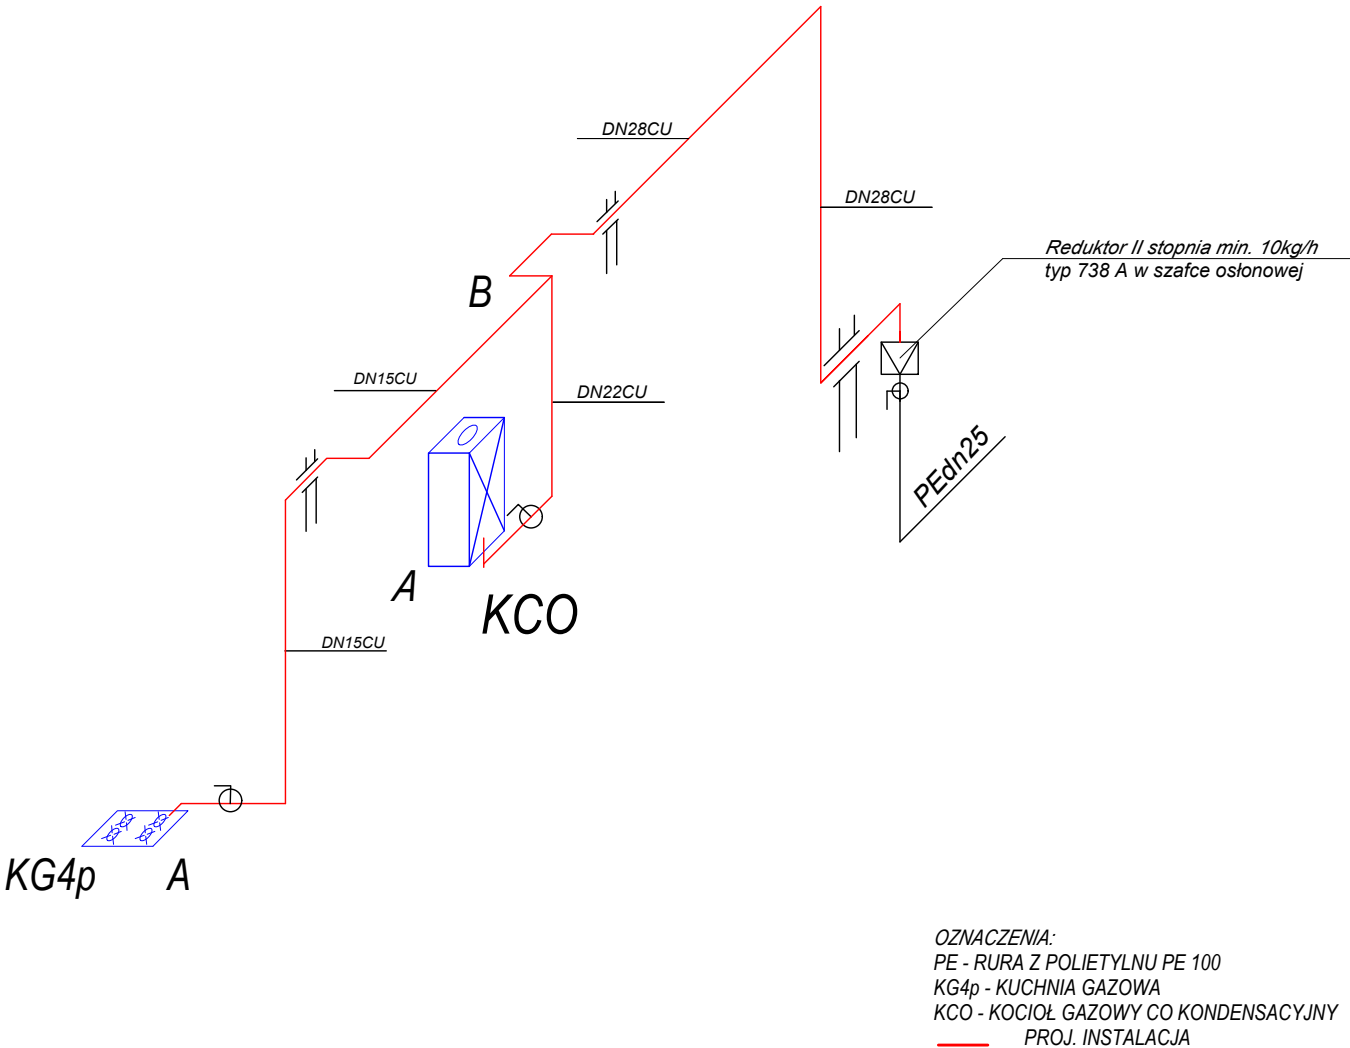 DN28CU
DN28CU
Reduktor II stopnia min. 10kg/h
typ 738 A w szafce osłonowej
B
DN15CU
DN22CU
PEdn25
A
KCO
DN15CU
KG4p
A
OZNACZENIA:
PE - RURA Z POLIETYLNU PE 100
KG4p - KUCHNIA GAZOWA
KCO - KOCIOŁ GAZOWY CO KONDENSACYJNY
PROJ. INSTALACJA